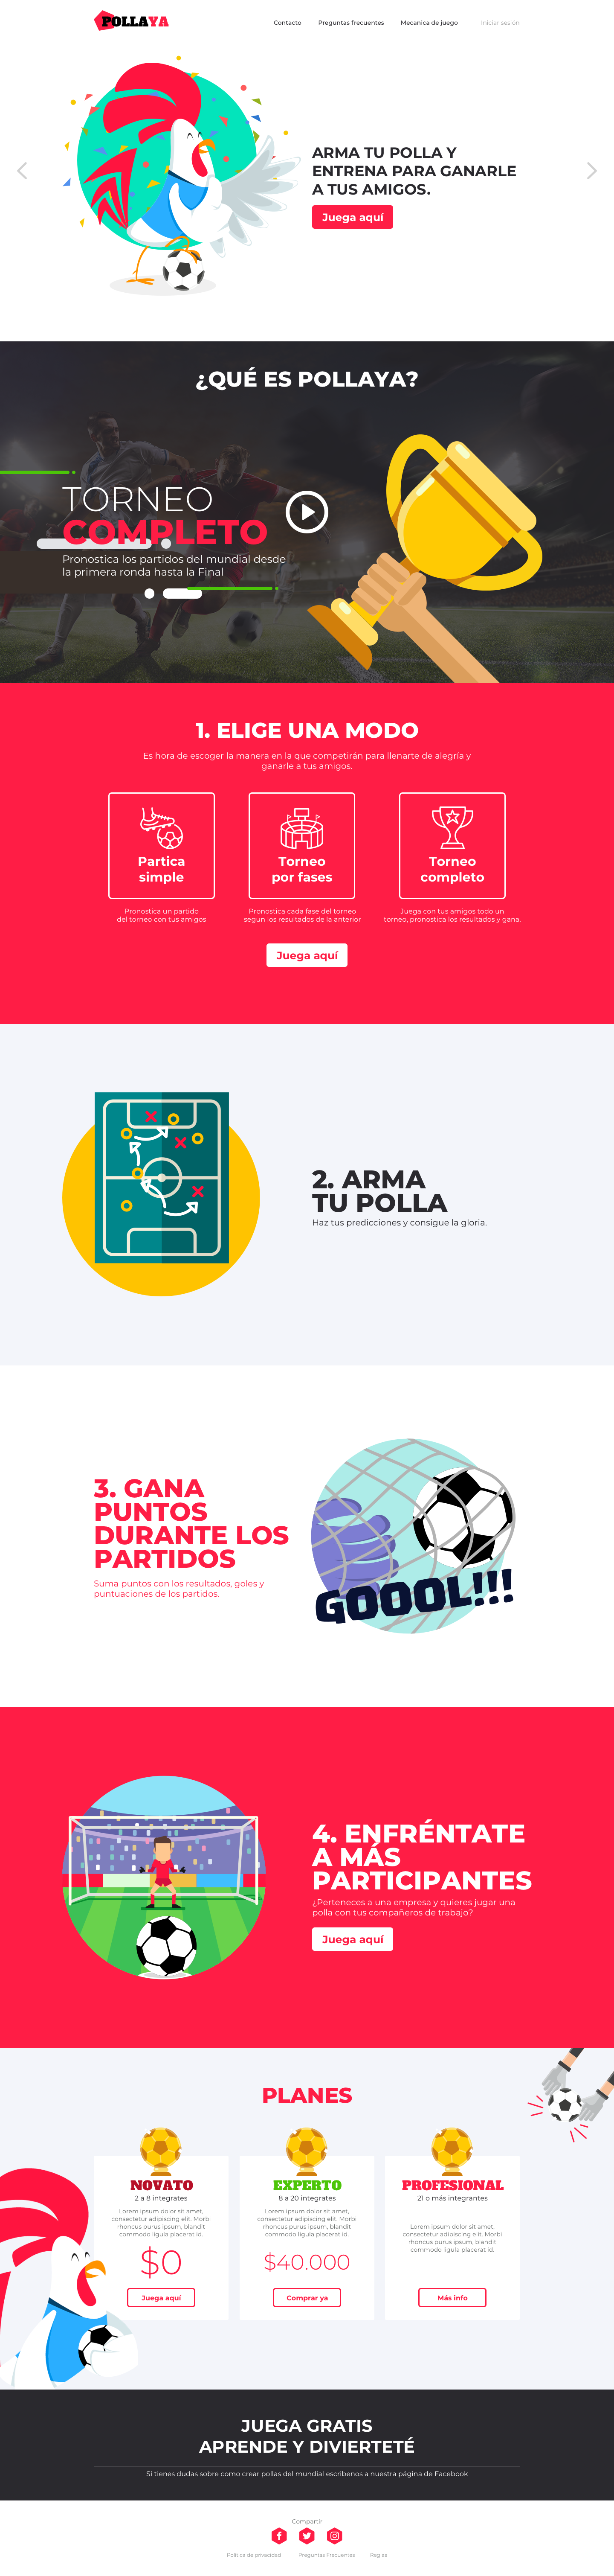 POLLAYA
Contacto
Preguntas frecuentes
Mecanica de juego
Iniciar sesión
ARMA TU POLLA Y
ENTRENA PARA GANARLE
A TUS AMIGOS.
Juega aquí
¿QUÉ ES POLLAYA?
TORNEO
COMPLETO
Pronostica los partidos del mundial desde
la primera ronda hasta la Final
1. ELIGE UNA MODO
Es hora de escoger la manera en la que competirán para llenarte de alegría y
ganarle a tus amigos.
Partica
simple
Pronostica un partido
del torneo con tus amigos
Torneo
por fases
Pronostica cada fase del torneo
segun los resultados de la anterior
Torneo
completo
Juega con tus amigos todo un
torneo, pronostica los resultados y gana.
Juega aquí
2. ARMA
TU POLLA
Haz tus predicciones y consigue la gloria.
3. GANA
PUNTOS
DURANTE LOS
PARTIDOS
Suma puntos con los resultados, goles y
puntuaciones de los partidos.
GOOOL!!!
4. ENFRÉNTATE
A MÁS
PARTICIPANTES
¿Perteneces a una empresa y quieres jugar una
polla con tus compañeros de trabajo?
Juega aquí
PLANES
NOVATO
2 a 8 integrates
Lorem ipsum dolor sit amet,
consectetur adipiscing elit. Morbi
rhoncus purus ipsum, blandit
commodo ligula placerat id.
$0
Juega aquí
EXPERTO
8 a 20 integrates
Lorem ipsum dolor sit amet,
consectetur adipiscing elit. Morbi
rhoncus purus ipsum, blandit
commodo ligula placerat id.
$40.000
Comprar ya
PROFESIONAL
21 o más integrantes
Lorem ipsum dolor sit amet,
consectetur adipiscing elit. Morbi
rhoncus purus ipsum, blandit
commodo ligula placerat id.
Más info
JUEGA GRATIS
APRENDE Y DIVIERTETÉ
Si tienes dudas sobre como crear pollas del mundial escribenos a nuestra página de Facebook
Compartir
Política de privacidad
Preguntas Frecuentes
Reglas